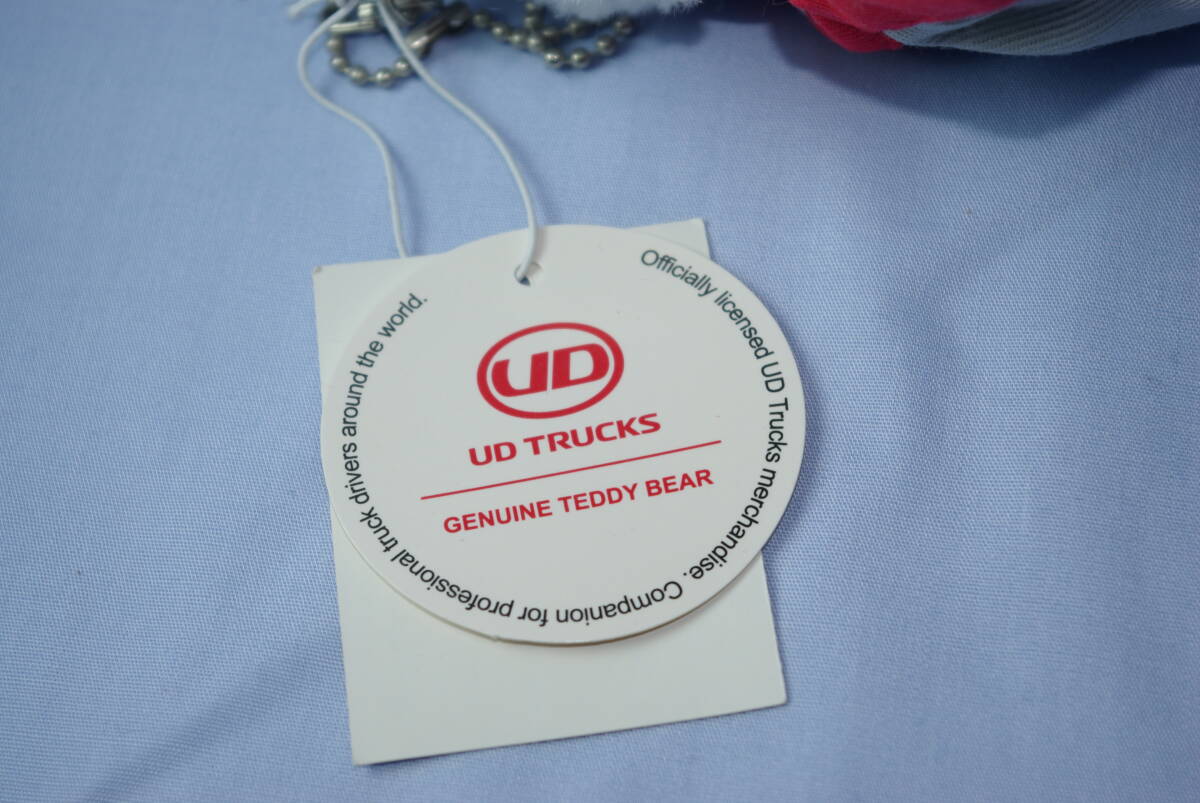 UD
UD TRUCKS
GENUINE TEDDY BEAR
Officially licensed UD Trucks merchandise. Companion for professional truck drivers around the world.